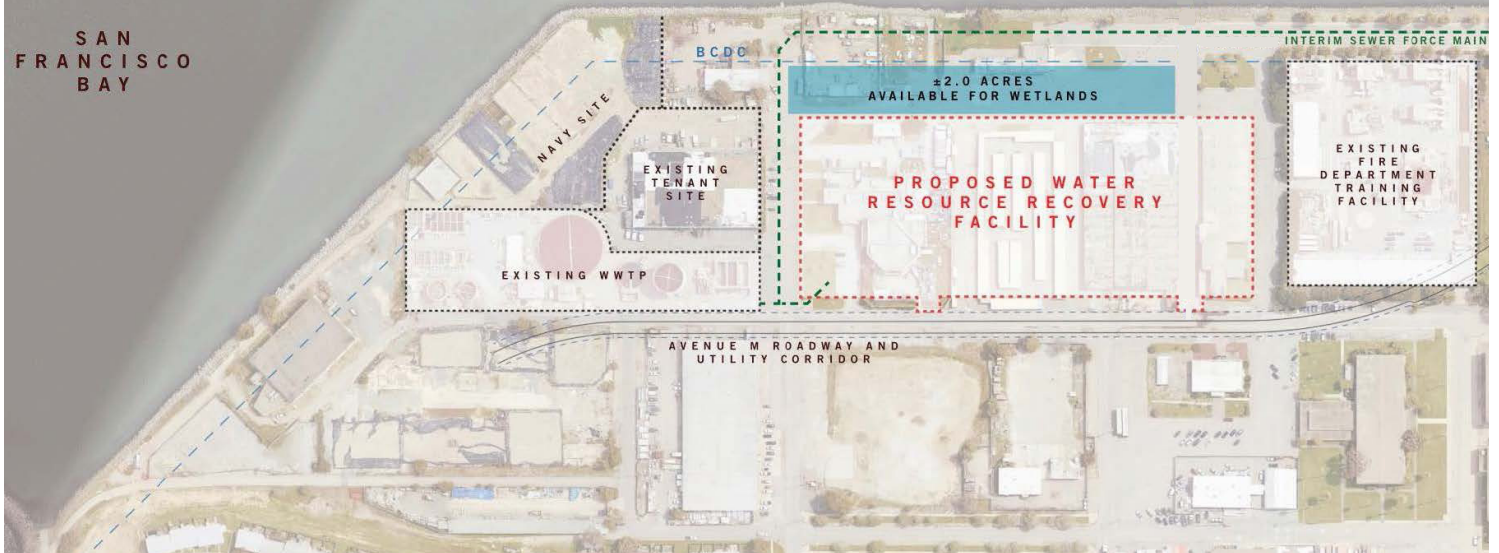 SAN
FRANCISCO
BAY
BCDC
INTERIM SEWER FORCE MAIN
±2.0 ACRES
AVAILABLE FOR WETLANDS
NAVY SITE
EXISTING
TENANT
SITE
PROPOSED WATER
RESOURCE RECOVERY
FACILITY
EXISTING
FIRE
DEPARTMENT
TRAINING
FACILITY
EXISTING WWTP
AVENUE M ROADWAY AND
UTILITY CORRIDOR